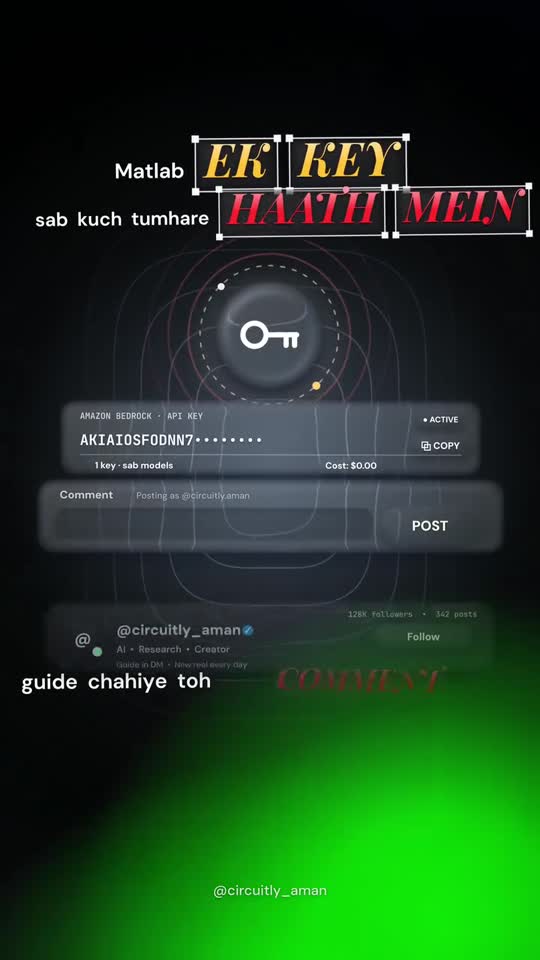 Matlab EK KEY
sab kuch tumhare HAATH MEIN
AMAZON BEDROCK · API KEY
• ACTIVE
AKIAIOSFODNN7••••••••
COPY
1 key · sab models
Cost: $0.00
Comment
Posting as @circuitly.aman
POST
128K followers • 342 posts
@
@circuitly_aman
Follow
AI • Research • Creator
Guide in DM • New reel every day
guide chahiye toh COMMENT
@circuitly_aman